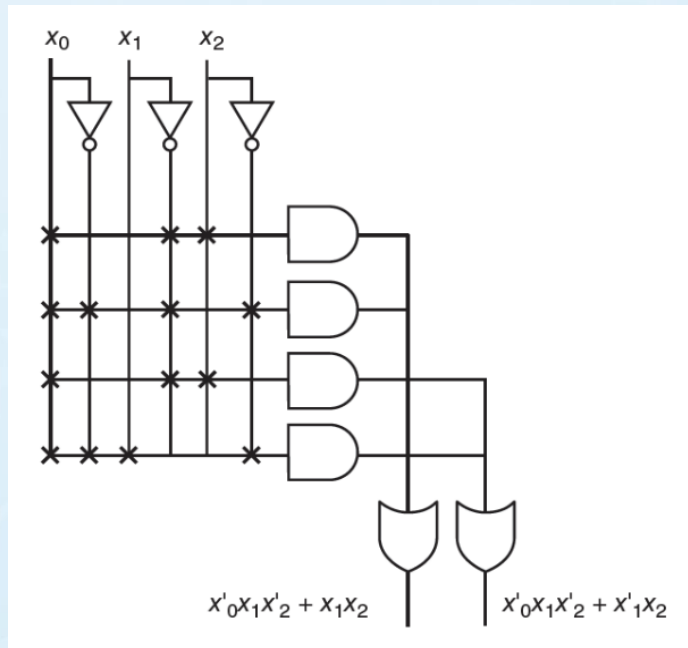 x₀ x₁ x₂
x'₀x₁x'₂ + x₁x₂ x'₀x₁x'₂ + x'₁x₂